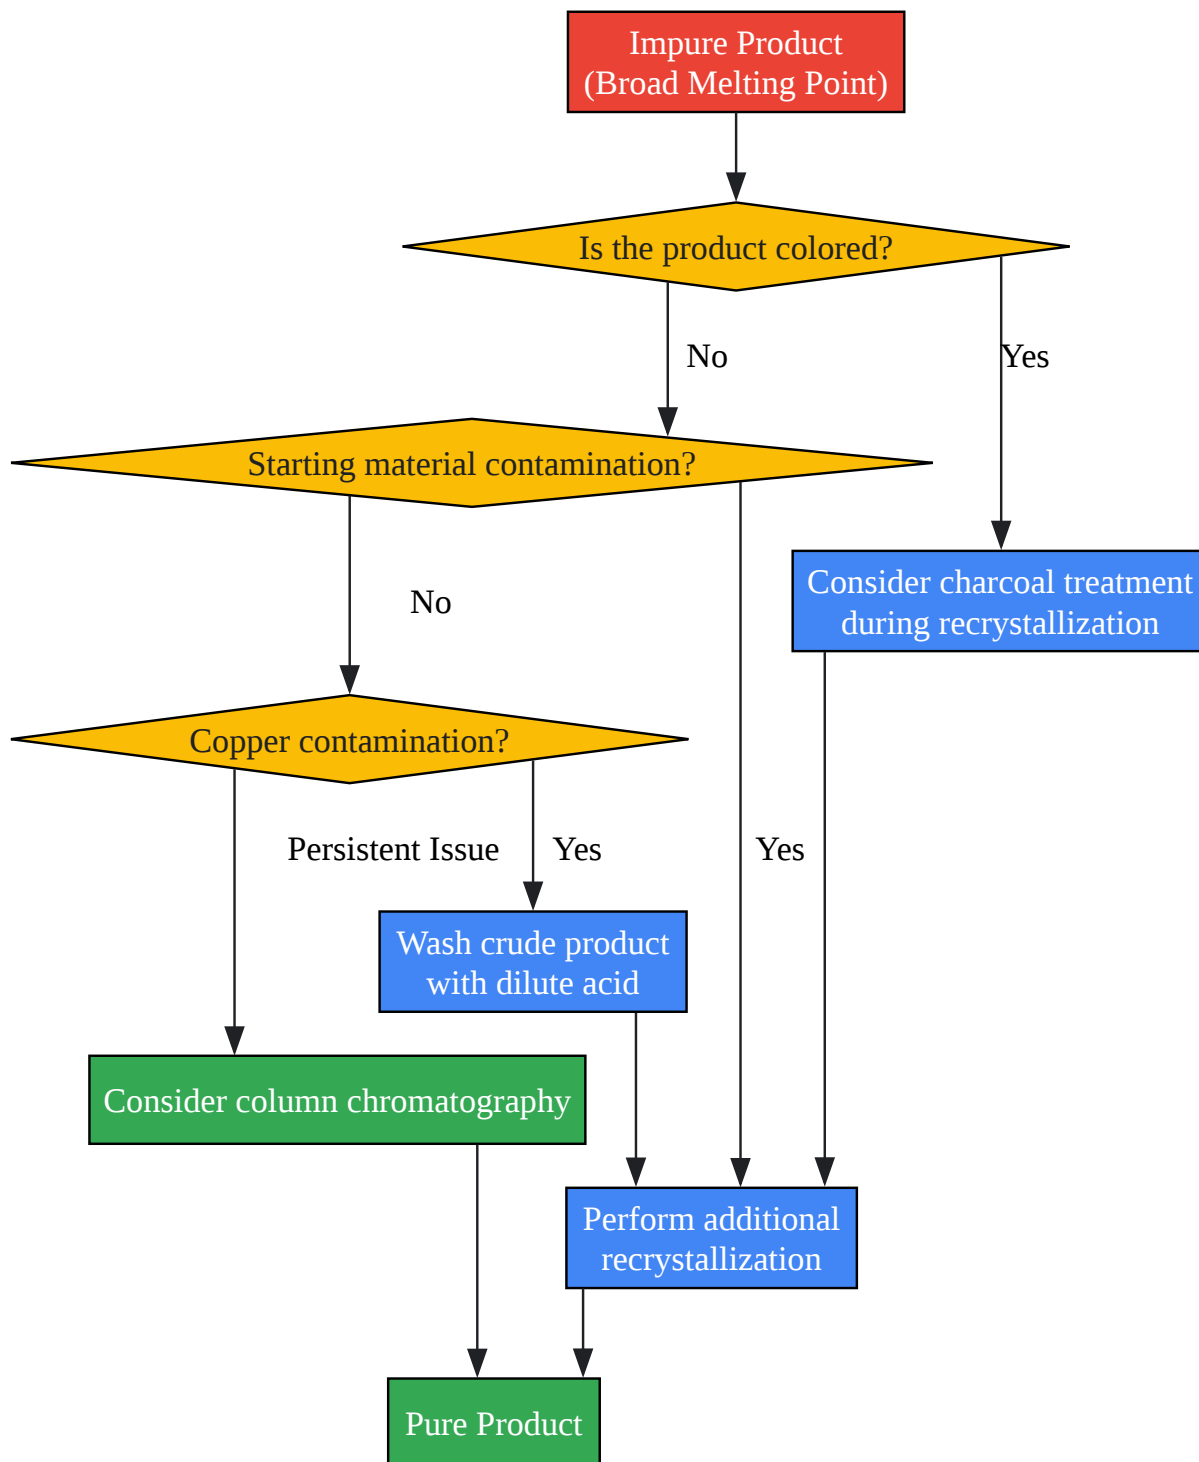 Impure Product
(Broad Melting Point)
Is the product colored?
No
Yes
Starting material contamination?
Consider charcoal treatment
during recrystallization
No
Copper contamination?
Persistent Issue
Yes
Yes
Wash crude product
with dilute acid
Consider column chromatography
Perform additional
recrystallization
Pure Product